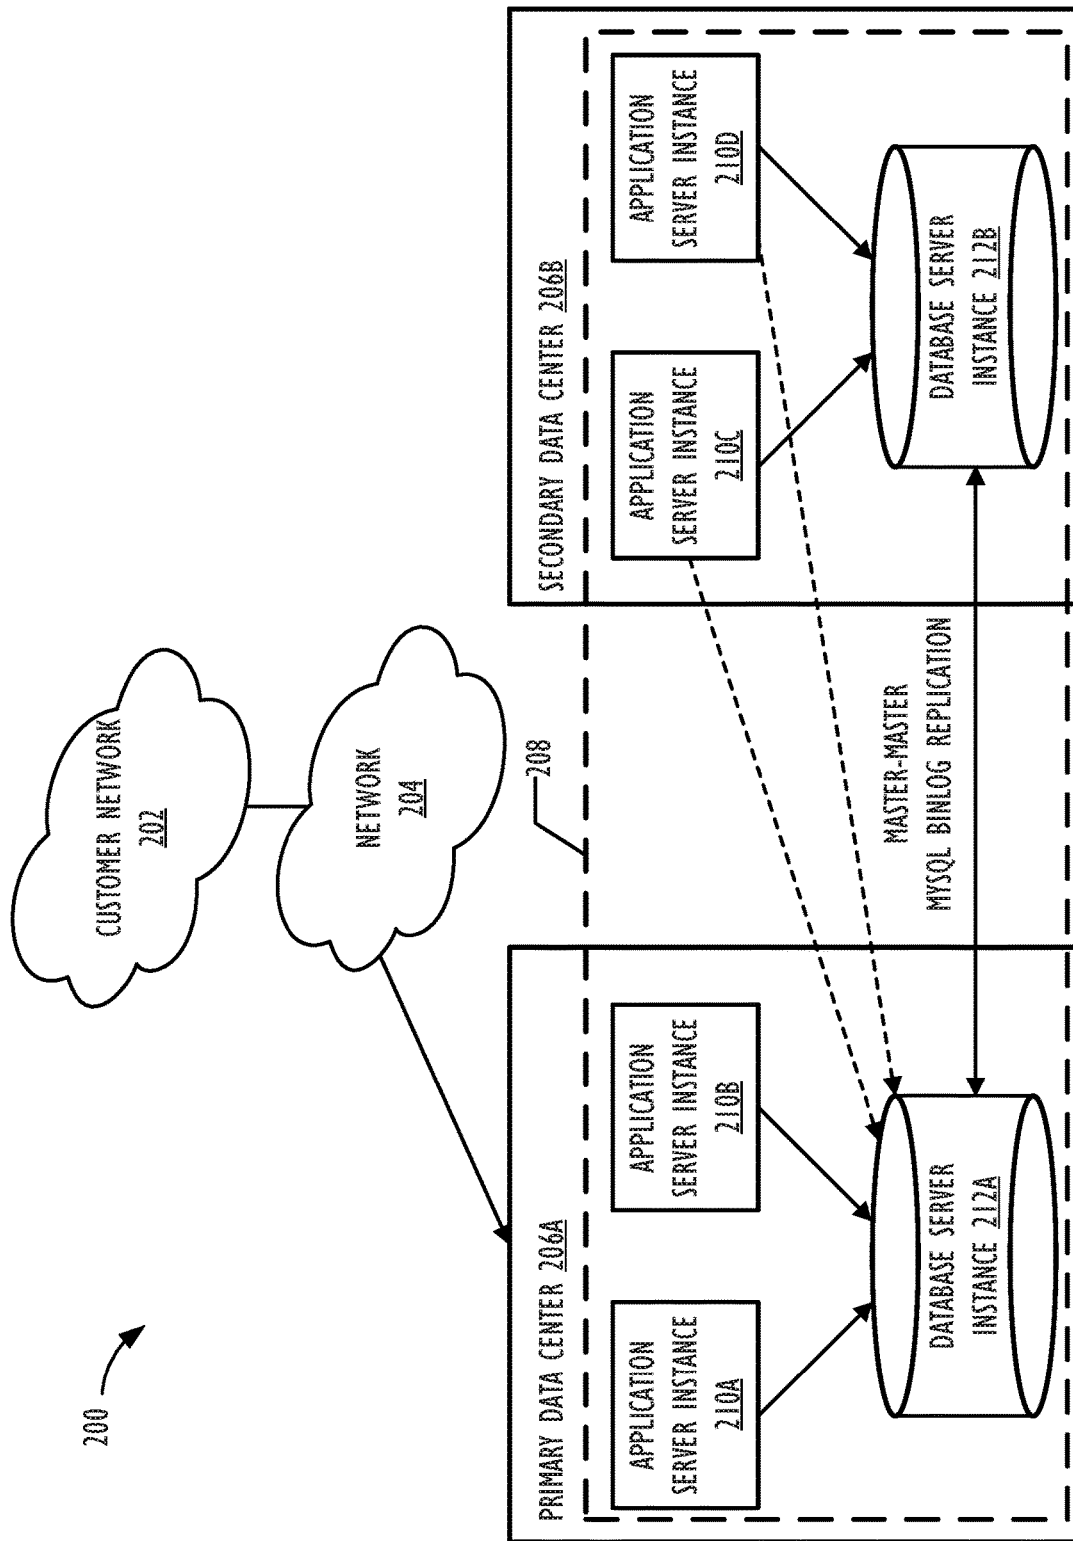 200
CUSTOMER NETWORK
202
NETWORK
204
208
PRIMARY DATA CENTER 206A
APPLICATION
SERVER INSTANCE
210A
APPLICATION
SERVER INSTANCE
210B
DATABASE SERVER
INSTANCE 212A
MASTER-MASTER
MYSQL BINLOG REPLICATION
SECONDARY DATA CENTER 206B
APPLICATION
SERVER INSTANCE
210C
APPLICATION
SERVER INSTANCE
210D
DATABASE SERVER
INSTANCE 212B